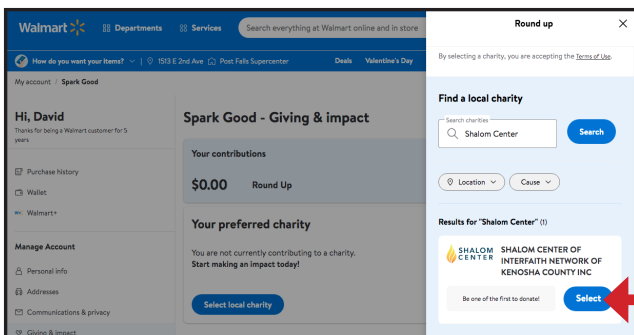 Walmart
Departments
Services
Search everything at Walmart online and in store
How do you want your items?
1513 E 2nd Ave
Post Falls Supercenter
Deals
Valentine's Day
My account / Spark Good
Hi, David
Thanks for being a Walmart customer for 5
years
Purchase history
Wallet
Walmart+
Manage Account
Personal info
Addresses
Communications & privacy
Giving & impact
Spark Good - Giving & impact
Your contributions
$0.00 Round Up
Your preferred charity
You are not currently contributing to a charity.
Start making an impact today!
Select local charity
Round up
By selecting a charity, you are accepting the Terms of Use.
Find a local charity
Search charities
Shalom Center
Search
Location
Cause
Results for "Shalom Center" (1)
SHALOM
CENTER
SHALOM CENTER OF
INTERFAITH NETWORK OF
KENOSHA COUNTY INC
Be one of the first to donate!
Select